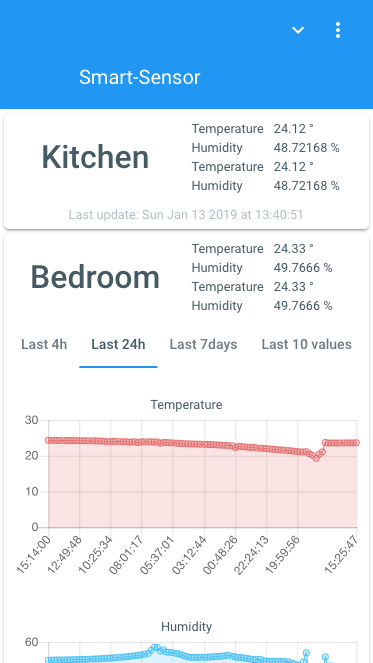 Smart-Sensor
Kitchen
Temperature 24.12 °
Humidity 48.72168 %
Temperature 24.12 °
Humidity 48.72168 %
Last update: Sun Jan 13 2019 at 13:40:51
Bedroom
Temperature 24.33 °
Humidity 49.7666 %
Temperature 24.33 °
Humidity 49.7666 %
Last 4h Last 24h Last 7days Last 10 values
Temperature
30
20
10
0
15:14:00 12:49:48 10:25:34 08:01:17 05:37:01 03:12:44 00:48:26 22:24:13 19:59:56 15:25:47
Humidity
60